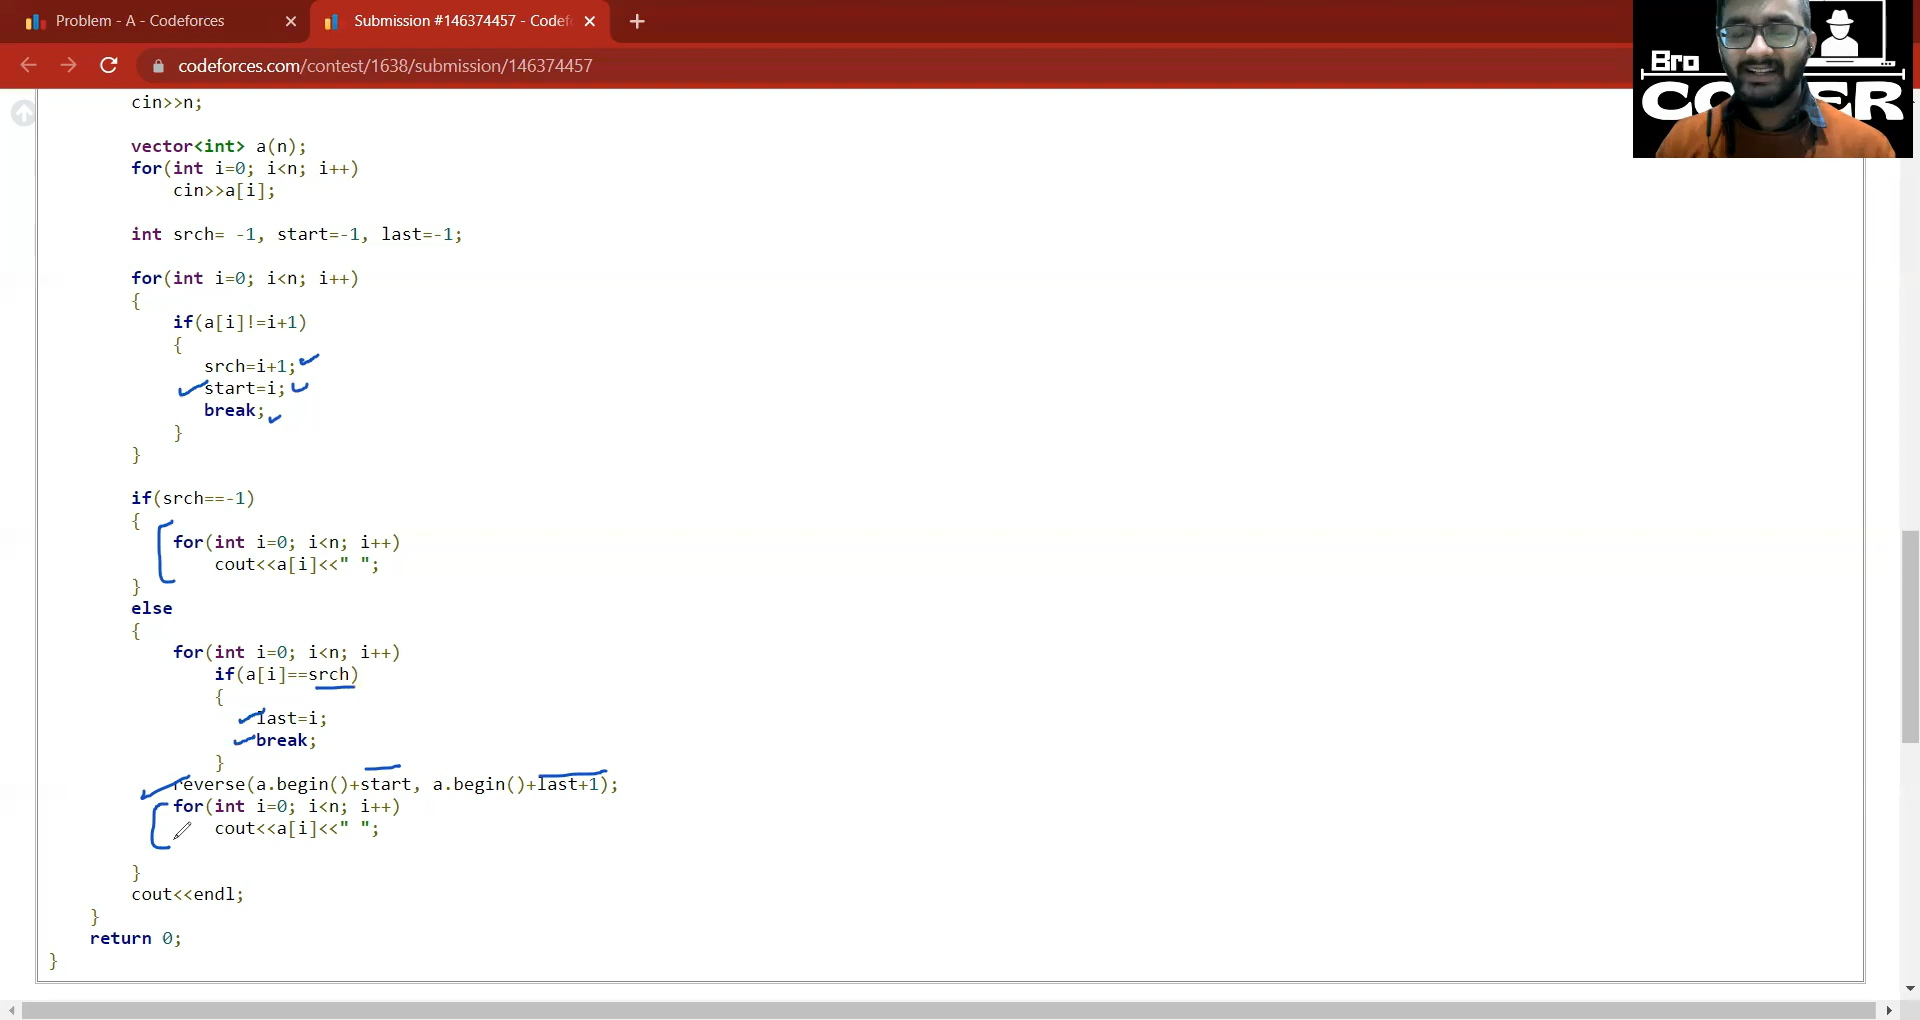 Problem - A - Codeforces
Submission #146374457 - Codef
codeforces.com/contest/1638/submission/146374457
Bro
CODER
cin>>n;
vector<int> a(n);
for(int i=0; i<n; i++)
cin>>a[i];
int srch= -1, start=-1, last=-1;
for(int i=0; i<n; i++)
{
if(a[i]!=i+1)
{
srch=i+1;
start=i;
break;
}
}
if(srch==-1)
{
for(int i=0; i<n; i++)
cout<<a[i]<<" ";
}
else
{
for(int i=0; i<n; i++)
if(a[i]==srch)
{
last=i;
break;
}
reverse(a.begin()+start, a.begin()+last+1);
for(int i=0; i<n; i++)
cout<<a[i]<<" ";
}
cout<<endl;
}
return 0;
}